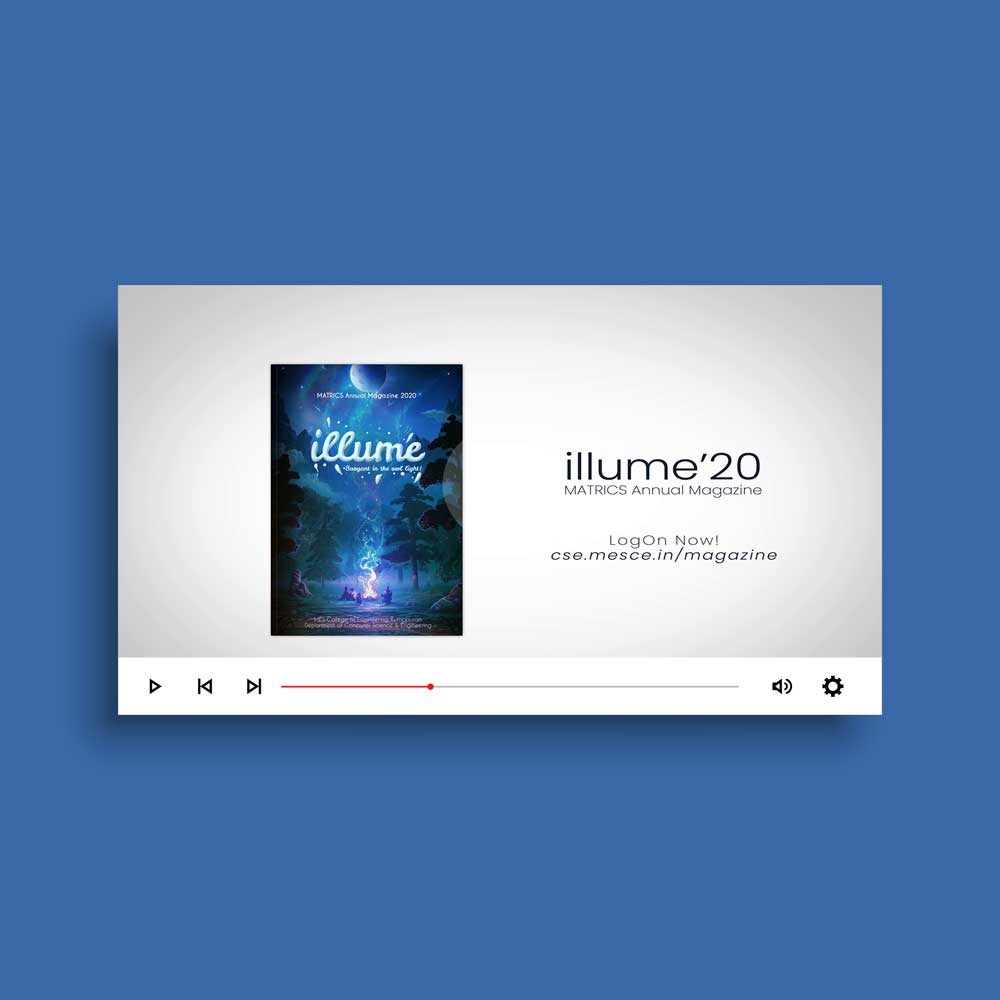 MATRICS Annual Magazine 2020
illume
Buoyant in the owl light!
MES College of Engineering Kuttippuram
Department of Computer Science & Engineering
illume'20
MATRICS Annual Magazine
LogOn Now!
cse.mesce.in/magazine